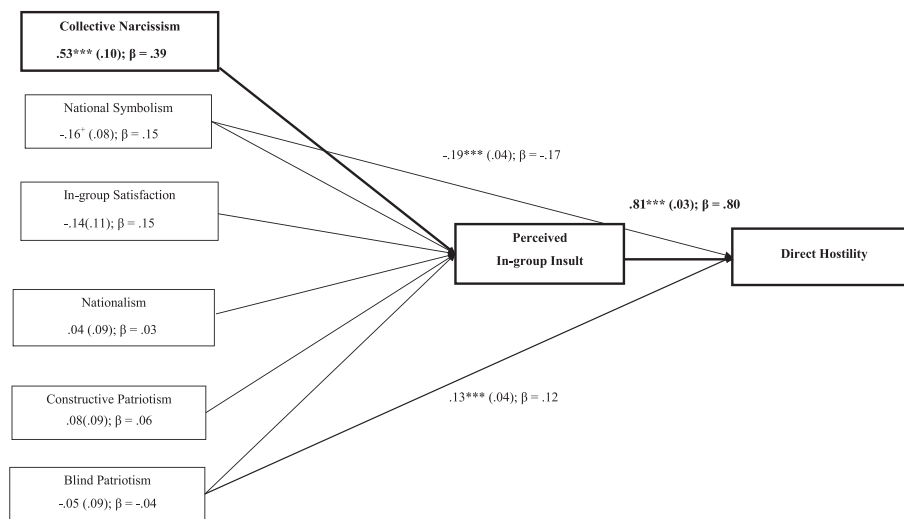 Collective Narcissism
.53*** (.10); β = .39
National Symbolism
-.16⁺ (.08); β = .15
-.19*** (.04); β = -.17
In-group Satisfaction
-.14(.11); β = .15
.81*** (.03); β = .80
Perceived
In-group Insult
Direct Hostility
Nationalism
.04 (.09); β = .03
Constructive Patriotism
.08(.09); β = .06
.13*** (.04); β = .12
Blind Patriotism
-.05 (.09); β = -.04